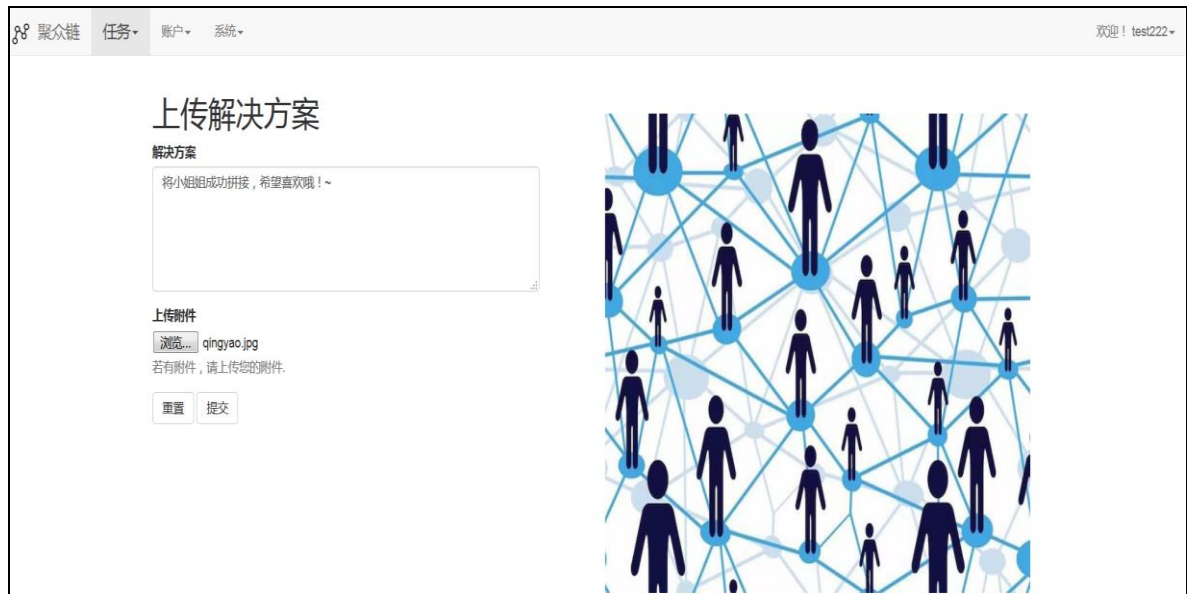 聚众链 任务 账户 系统 欢迎！test222
上传解决方案
解决方案
将小姐姐成功拼接，希望喜欢哦！~
上传附件
浏览... qingyao.jpg
若有附件，请上传您的附件.
重置 提交